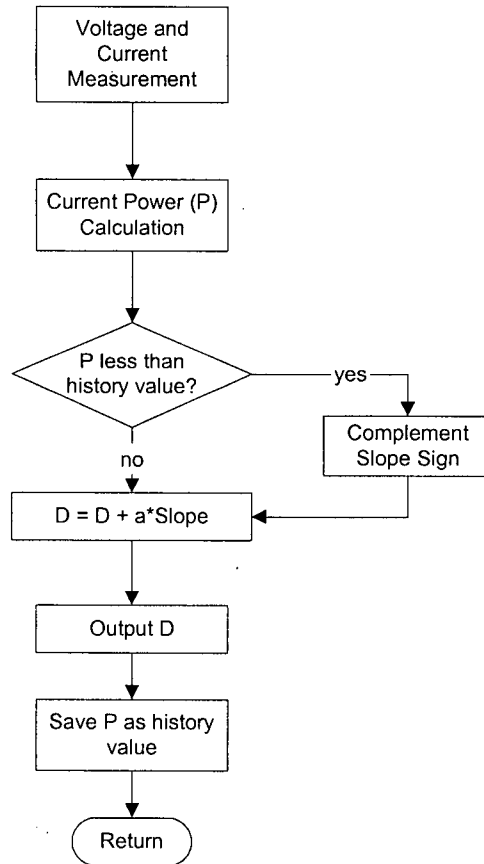 Voltage and
Current
Measurement
Current Power (P)
Calculation
P less than
history value?
yes
Complement
Slope Sign
no
D = D + a*Slope
Output D
Save P as history
value
Return